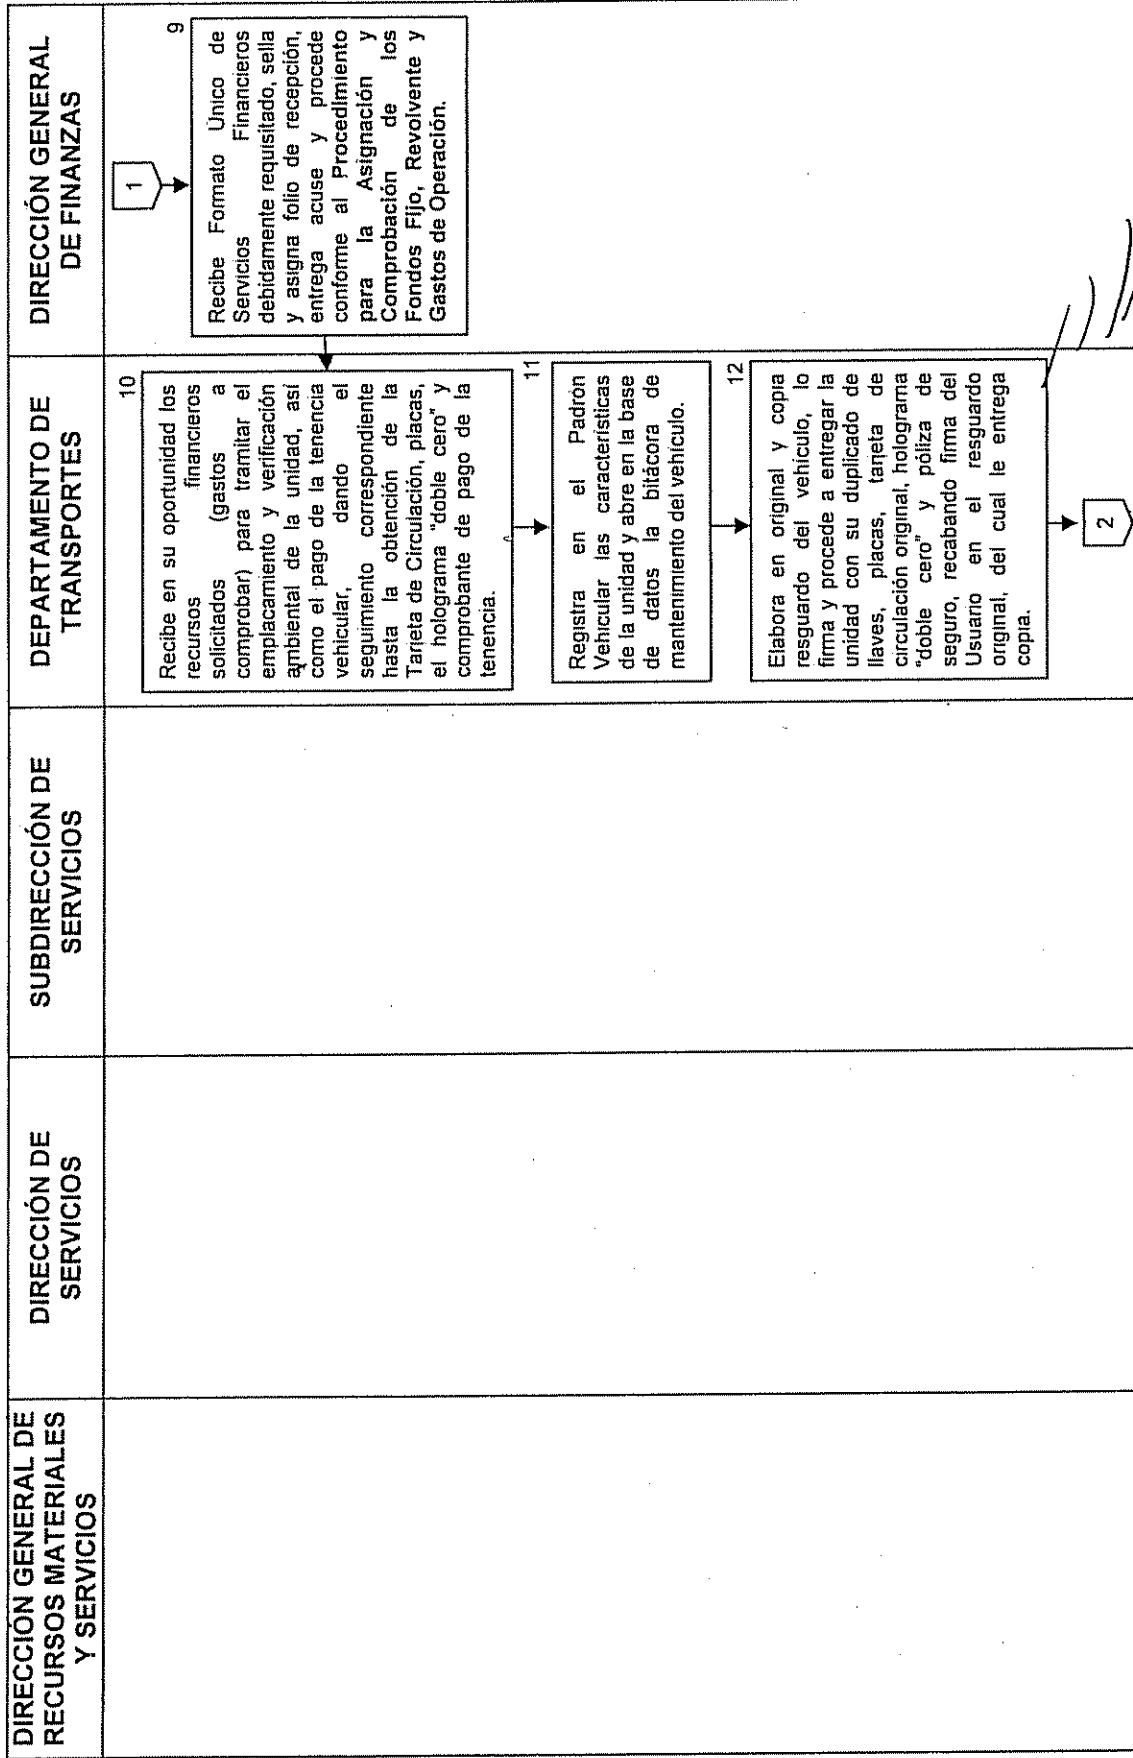 DIRECCIÓN GENERAL DE
RECURSOS MATERIALES
Y SERVICIOS
DIRECCIÓN DE
SERVICIOS
SUBDIRECCIÓN DE
SERVICIOS
DEPARTAMENTO DE
TRANSPORTES
DIRECCIÓN GENERAL
DE FINANZAS
1
9
Recibe Formato Único de
Servicios Financieros
debidamente requisitado, sella
y asigna folio de recepción,
entrega acuse y procede
conforme al Procedimiento
para la Asignación y
Comprobación de los
Fondos Fijo, Revolvente y
Gastos de Operación.
10
Recibe en su oportunidad los
recursos financieros
solicitados (gastos a
comprobar) para tramitar el
emplacamiento y verificación
ambiental de la unidad, así
como el pago de la tenencia
vehicular, dando el
seguimiento correspondiente
hasta la obtención de la
Tarjeta de Circulación, placas,
el holograma "doble cero" y
comprobante de pago de la
tenencia.
11
Registra en el Padrón
Vehicular las características
de la unidad y abre en la base
de datos la bitácora de
mantenimiento del vehículo.
12
Elabora en original y copia
resguardo del vehículo, lo
firma y procede a entregar la
unidad con su duplicado de
llaves, placas, tarjeta de
circulación original, holograma
"doble cero" y póliza de
seguro, recabando firma del
Usuario en el resguardo
original, del cual le entrega
copia.
2